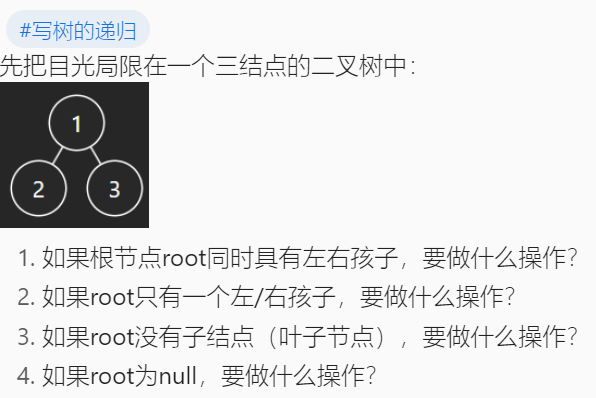 #写树的递归
先把目光局限在一个三结点的二叉树中：
1
2 3
1. 如果根节点root同时具有左右孩子，要做什么操作？
2. 如果root只有一个左/右孩子，要做什么操作？
3. 如果root没有子结点（叶子节点），要做什么操作？
4. 如果root为null，要做什么操作？